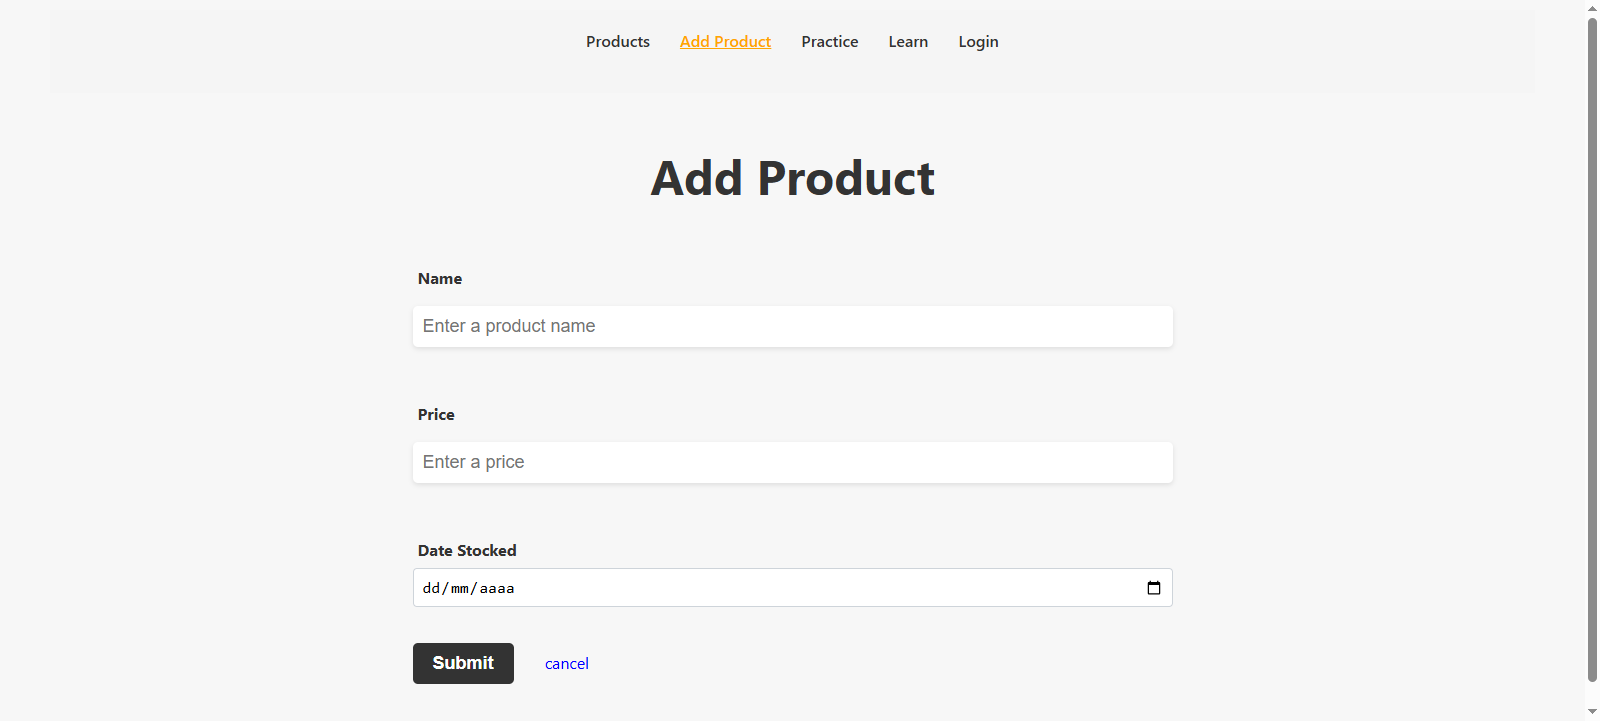 Products Add Product Practice Learn Login
Add Product
Name
Enter a product name
Price
Enter a price
Date Stocked
dd/mm/aaaa
Submit cancel